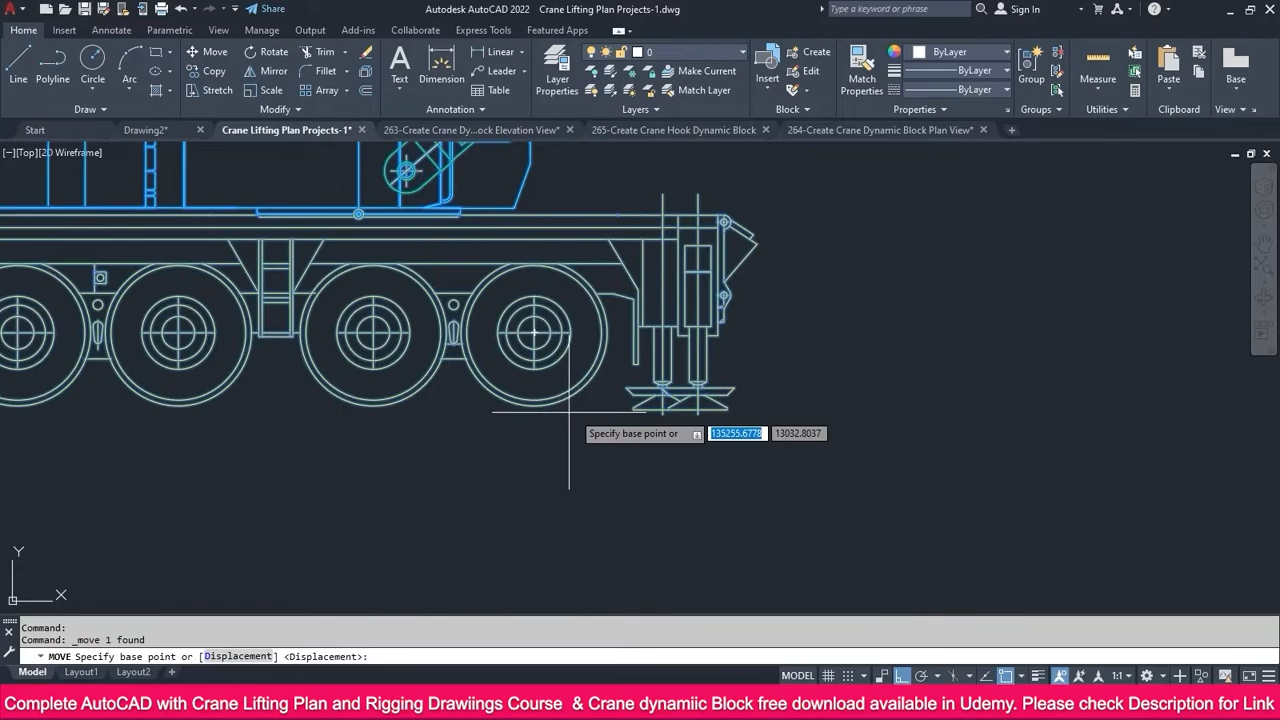 Share
Autodesk AutoCAD 2022 Crane Lifting Plan Projects-1.dwg
Type a keyword or phrase
Sign In
Home Insert Annotate Parametric View Manage Output Add-ins Collaborate Express Tools Featured Apps
Line
Polyline
Circle
Arc
Move
Rotate
Trim
Copy
Mirror
Fillet
Stretch
Scale
Array
Text
Dimension
Linear
Leader
Table
Layer
Properties
0
Make Current
Match Layer
Insert
Create
Edit
Match
Properties
ByLayer
ByLayer
ByLayer
Group
Measure
Paste
Base
Draw Modify Annotation Layers Block Properties Groups Utilities Clipboard View
Start Drawing2* Crane Lifting Plan Projects-1* 263-Create Crane Dy...ock Elevation View* 265-Create Crane Hook Dynamic Block 264-Create Crane Dynamic Block Plan View*
[−][Top][2D Wireframe]
Specify base point or 135255.6778 13032.8037
Y
X
Command:
Command: _move 1 found
MOVE Specify base point or [Displacement] <Displacement>:
Model Layout1 Layout2
MODEL 1:1
Complete AutoCAD with Crane Lifting Plan and Rigging Drawiings Course & Crane dynamiic Block free download available in Udemy. Please check Description for Link